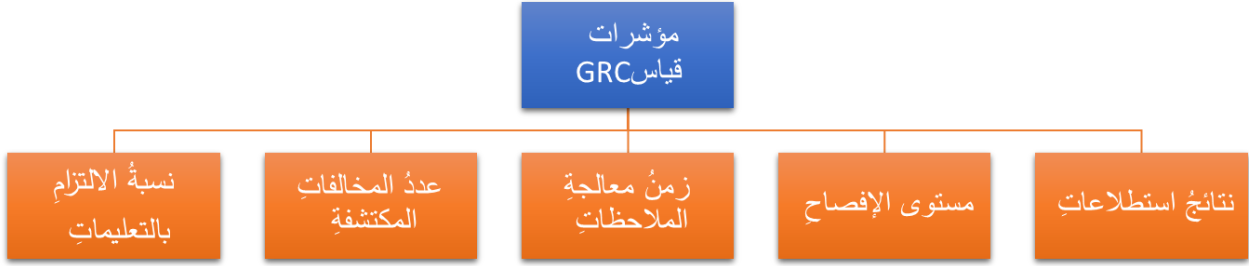 مؤشرات
قياسGRC
نتائجُ استطلاعاتِ
مستوى الإفصاحِ
زمنُ معالجةِ
الملاحظاتِ
عددُ المخالفاتِ
المكتشفةِ
نسبةُ الالتزامِ
بالتعليماتِ